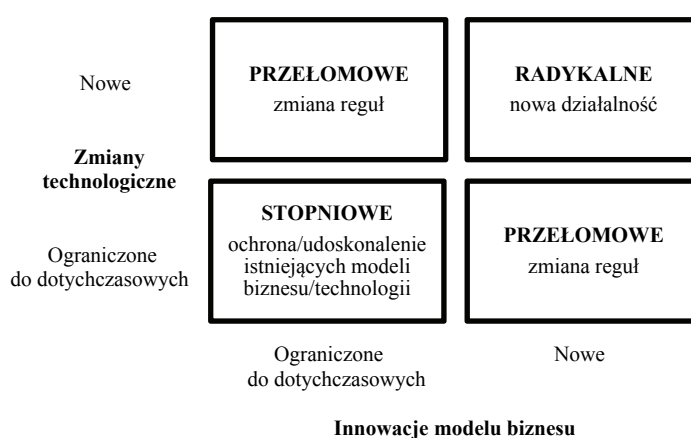 Nowe
PRZEŁOMOWE
zmiana reguł
RADYKALNE
nowa działalność
Zmiany
technologiczne
Ograniczone
do dotychczasowych
STOPNIOWE
ochrona/udoskonalenie
istniejących modeli
biznesu/technologii
PRZEŁOMOWE
zmiana reguł
Ograniczone
do dotychczasowych
Nowe
Innowacje modelu biznesu